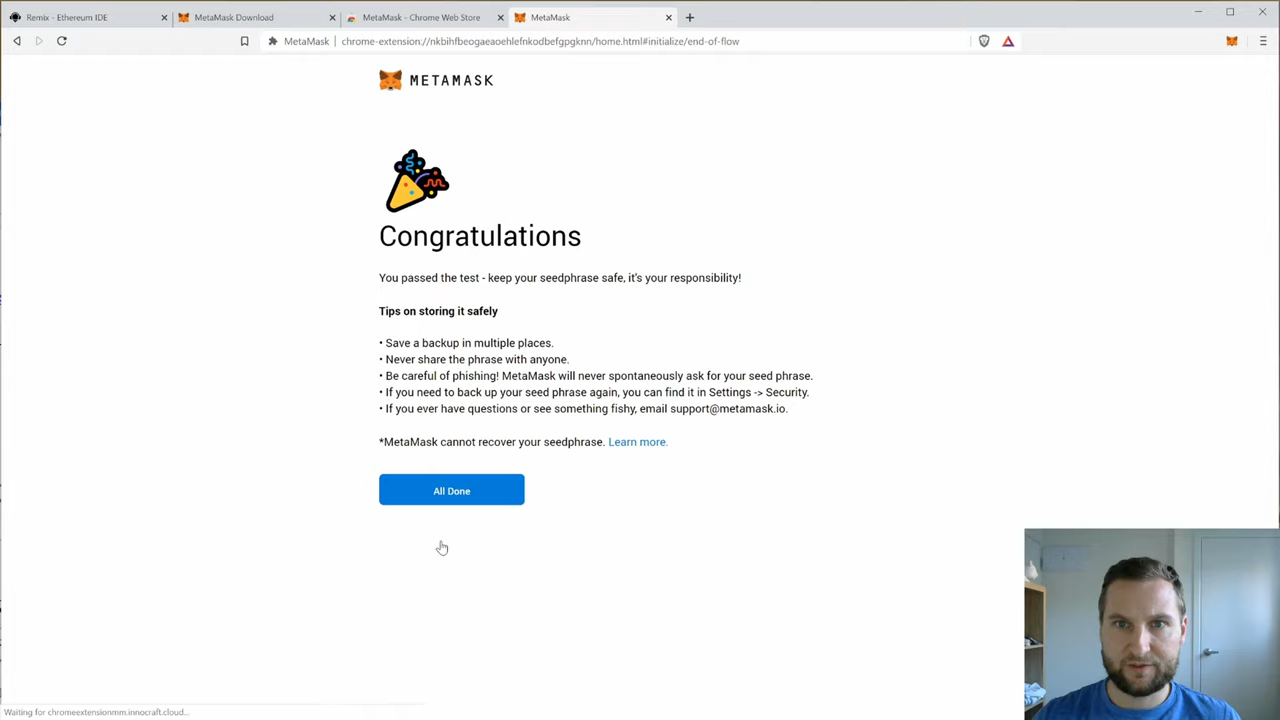 Remix - Ethereum IDE
MetaMask Download
MetaMask - Chrome Web Store
MetaMask
MetaMask
chrome-extension://nkbihfbeogaeaoehlefnkodbefgpgknn/home.html#initialize/end-of-flow
METAMASK
Congratulations
You passed the test - keep your seedphrase safe, it's your responsibility!
Tips on storing it safely
• Save a backup in multiple places.
• Never share the phrase with anyone.
• Be careful of phishing! MetaMask will never spontaneously ask for your seed phrase.
• If you need to back up your seed phrase again, you can find it in Settings -> Security.
• If you ever have questions or see something fishy, email support@metamask.io.
*MetaMask cannot recover your seedphrase. Learn more.
All Done
Waiting for chromeextensionmm.innocraft.cloud...